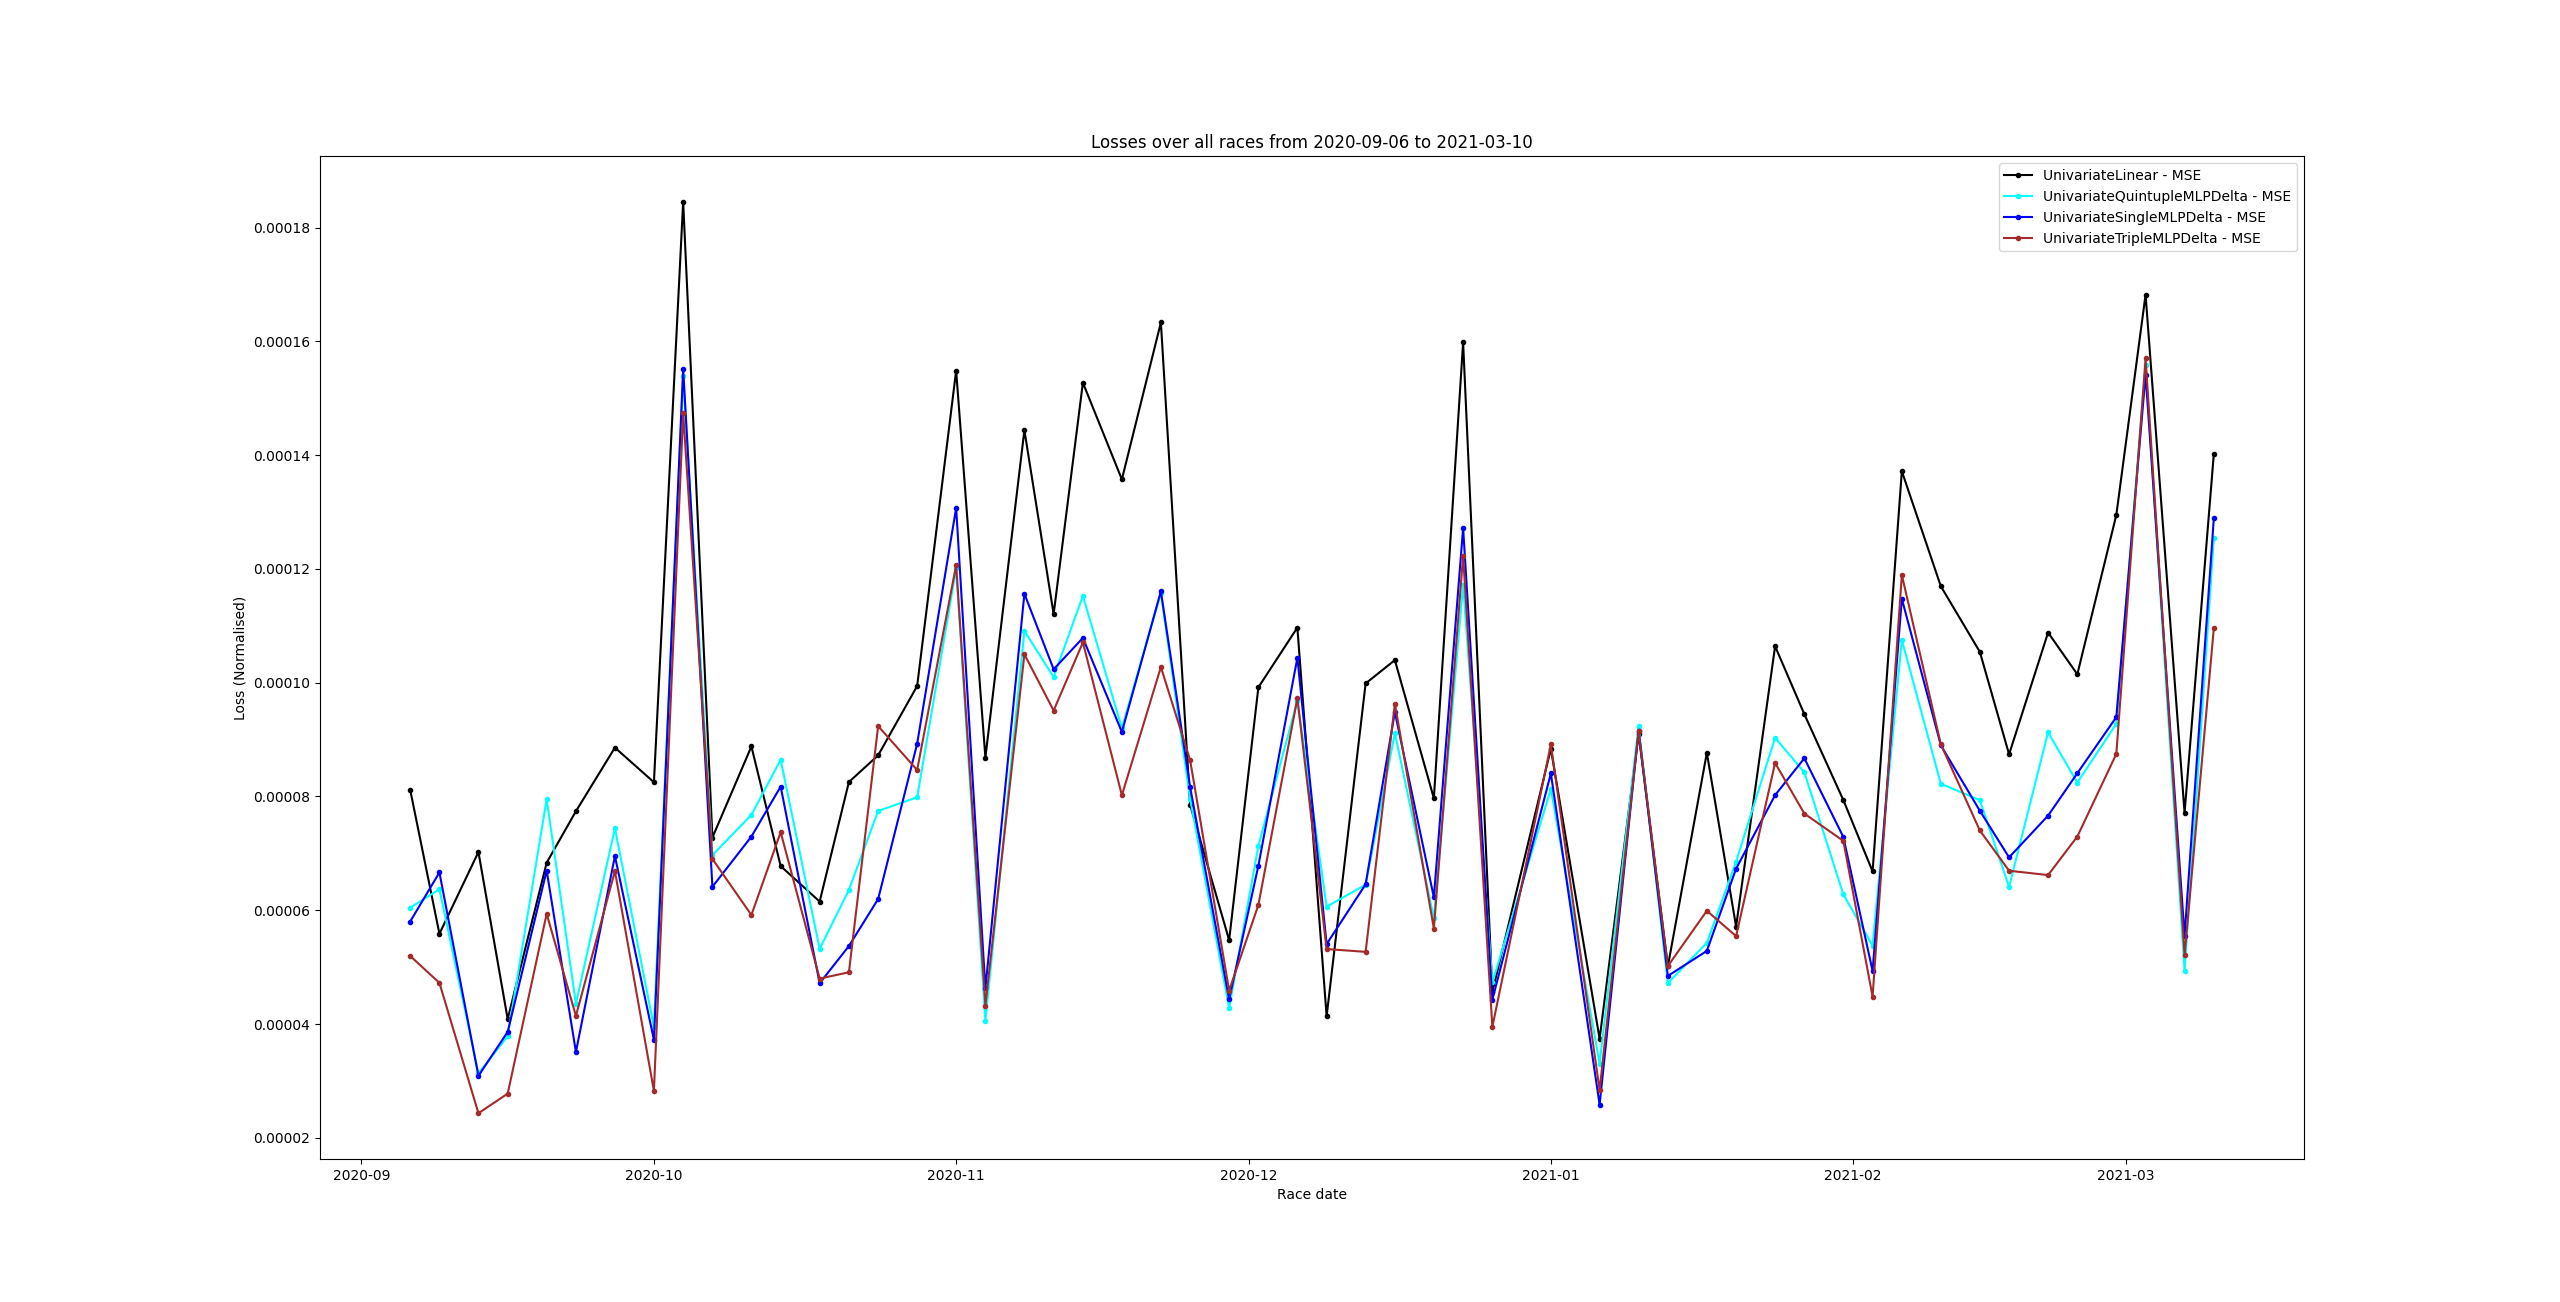 Losses over all races from 2020-09-06 to 2021-03-10
UnivariateLinear - MSE
UnivariateQuintupleMLPDelta - MSE
UnivariateSingleMLPDelta - MSE
UnivariateTripleMLPDelta - MSE
Loss (Normalised)
0.00018
0.00016
0.00014
0.00012
0.00010
0.00008
0.00006
0.00004
0.00002
2020-09 2020-10 2020-11 2020-12 2021-01 2021-02 2021-03
Race date